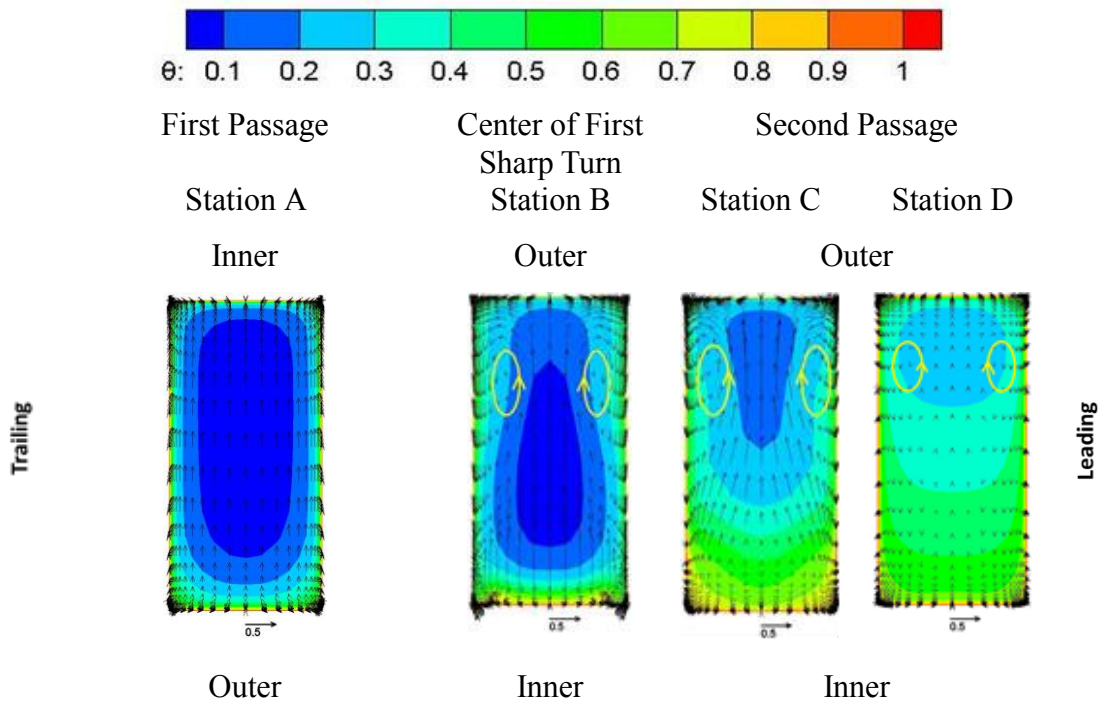 θ: 0.1 0.2 0.3 0.4 0.5 0.6 0.7 0.8 0.9 1
First Passage
Center of First
Sharp Turn
Second Passage
Station A
Station B
Station C
Station D
Inner
Outer
Outer
Trailing
Leading
0.5
0.5
0.5
0.5
Outer
Inner
Inner